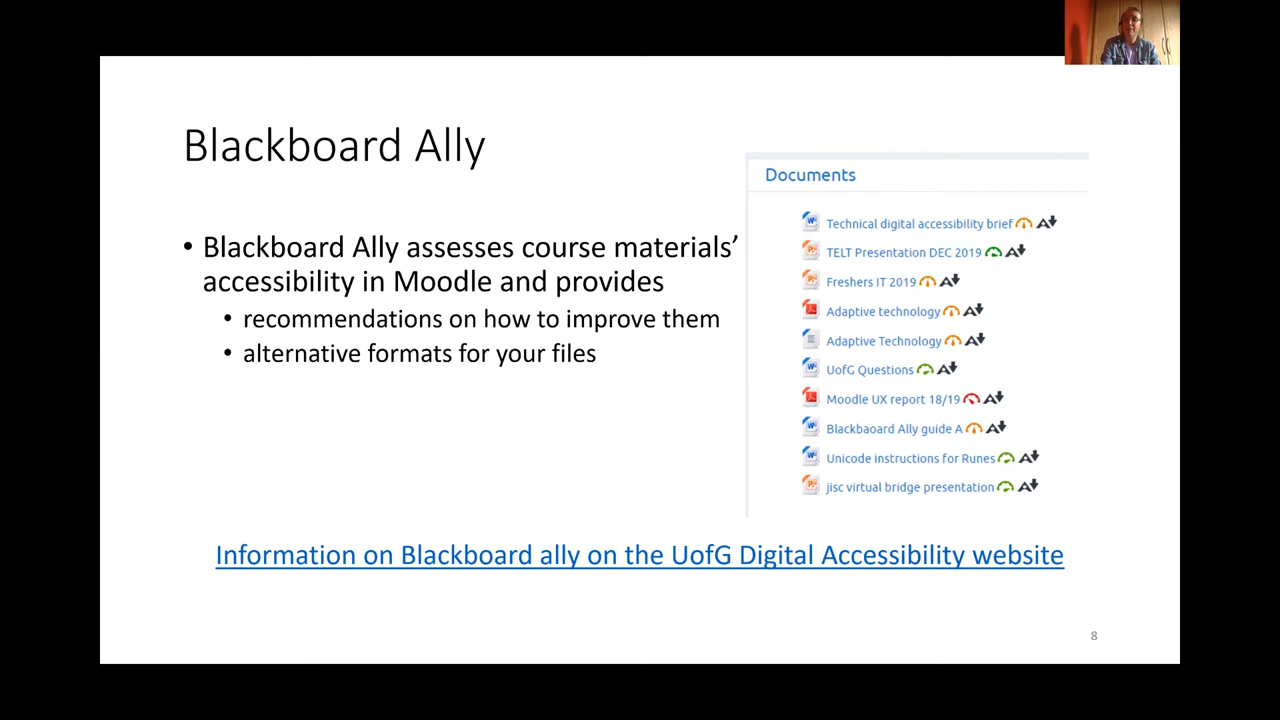 Blackboard Ally
• Blackboard Ally assesses course materials’
accessibility in Moodle and provides
• recommendations on how to improve them
• alternative formats for your files
Documents
Technical digital accessibility brief
TELT Presentation DEC 2019
Freshers IT 2019
Adaptive technology
Adaptive Technology
UofG Questions
Moodle UX report 18/19
Blackbaoard Ally guide A
Unicode instructions for Runes
jisc virtual bridge presentation
Information on Blackboard ally on the UofG Digital Accessibility website
8